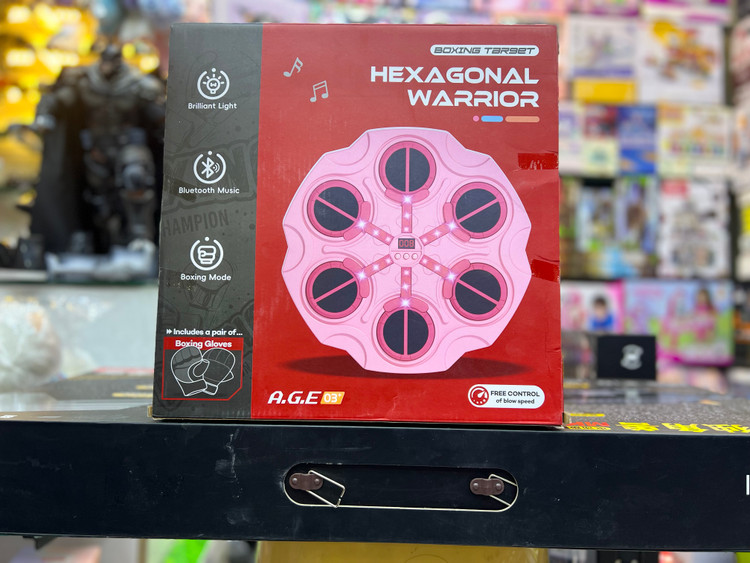 BOXING TARGET
HEXAGONAL
WARRIOR
Brilliant Light
Bluetooth Music
CHAMPION
Boxing Mode
Includes a pair of...
Boxing Gloves
A.G.E 03+
FREE CONTROL
of blow speed